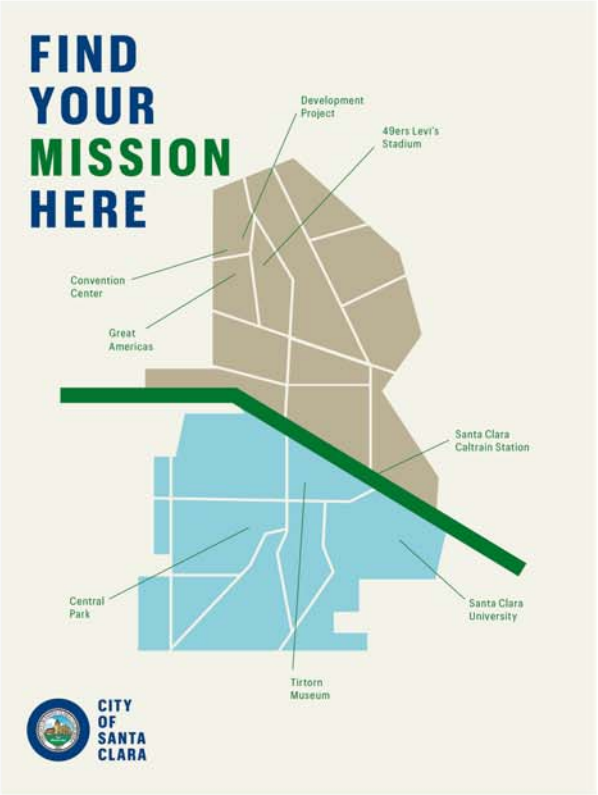 FIND
YOUR
MISSION
HERE
Development
Project
49ers Levi's
Stadium
Convention
Center
Great
Americas
Santa Clara
Caltrain Station
Central
Park
Santa Clara
University
Tirtorn
Museum
CITY
OF
SANTA
CLARA